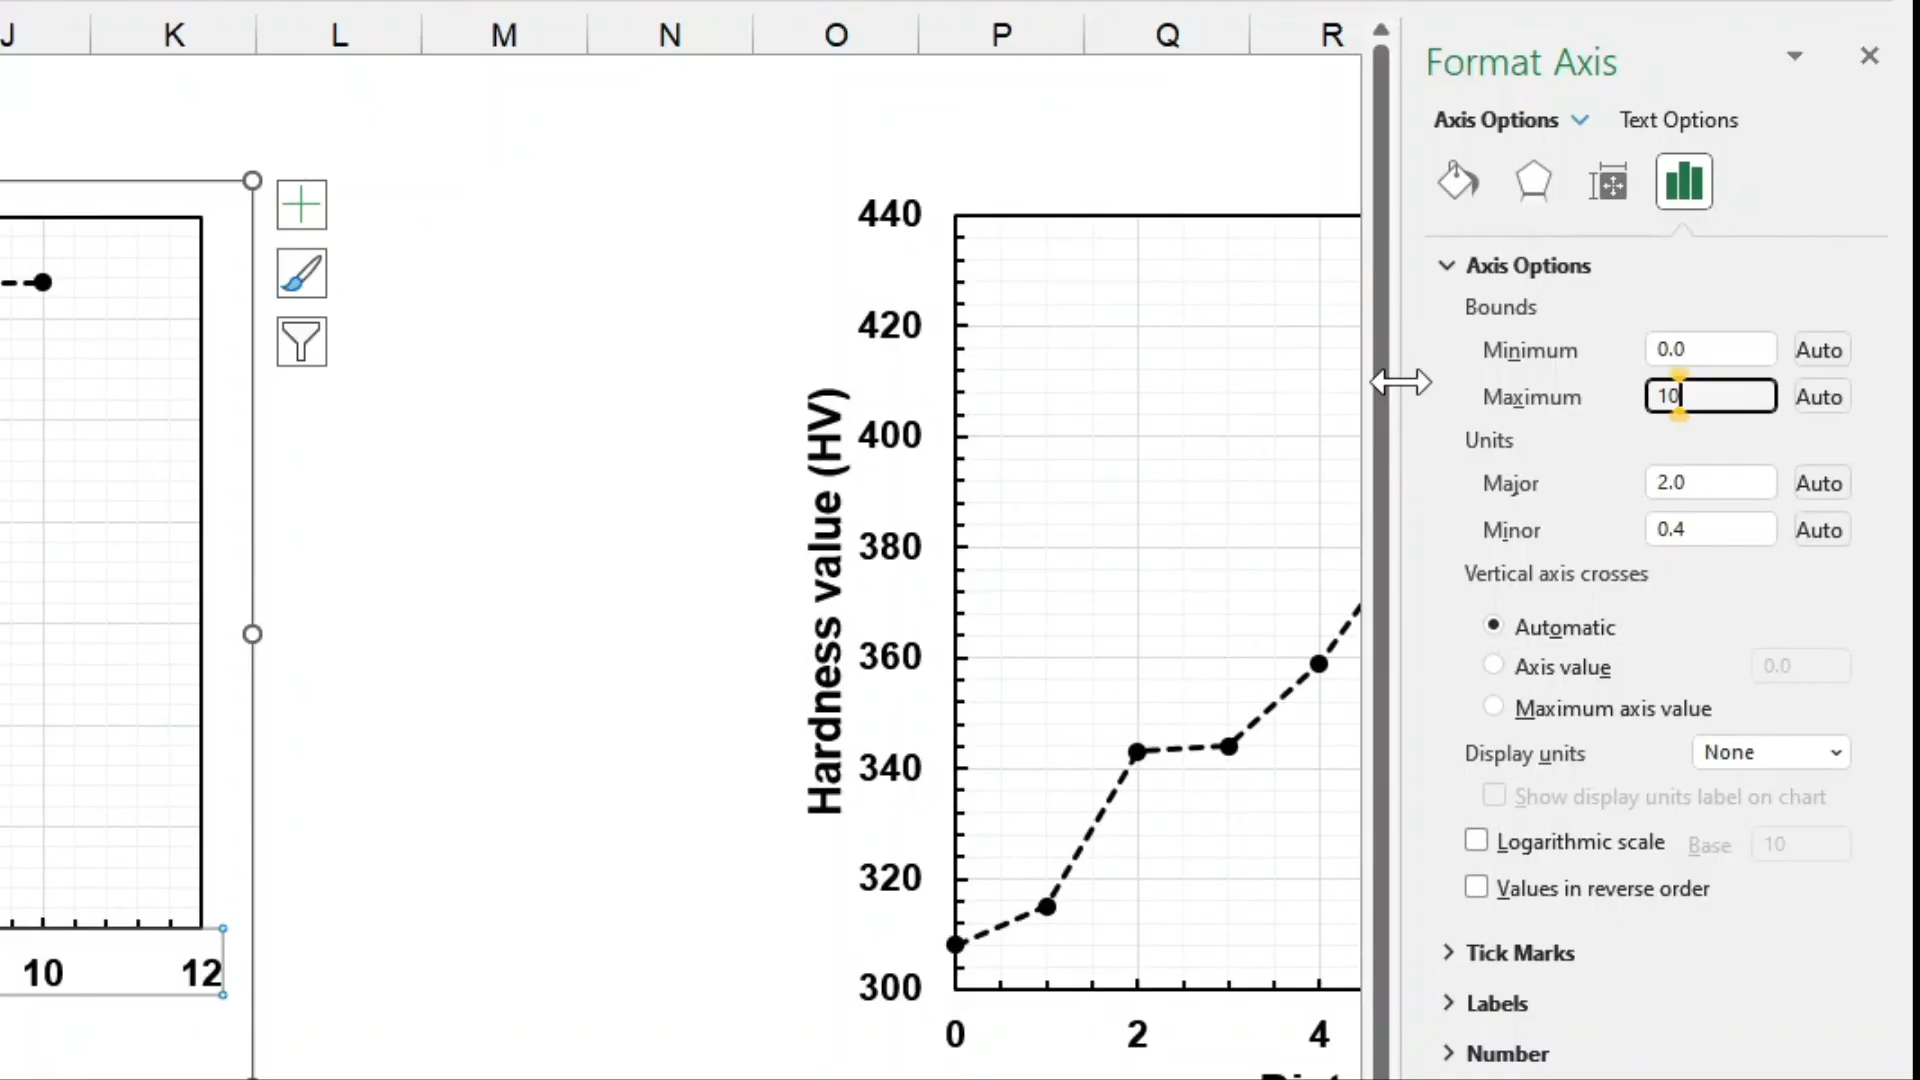 J K L M N O P Q R
10 12
Hardness value (HV)
440
420
400
380
360
340
320
300
0 2 4
Format Axis
Axis Options Text Options
Axis Options
Bounds
Minimum 0.0 Auto
Maximum 10 Auto
Units
Major 2.0 Auto
Minor 0.4 Auto
Vertical axis crosses
Automatic
Axis value 0.0
Maximum axis value
Display units None
Show display units label on chart
Logarithmic scale Base 10
Values in reverse order
Tick Marks
Labels
Number